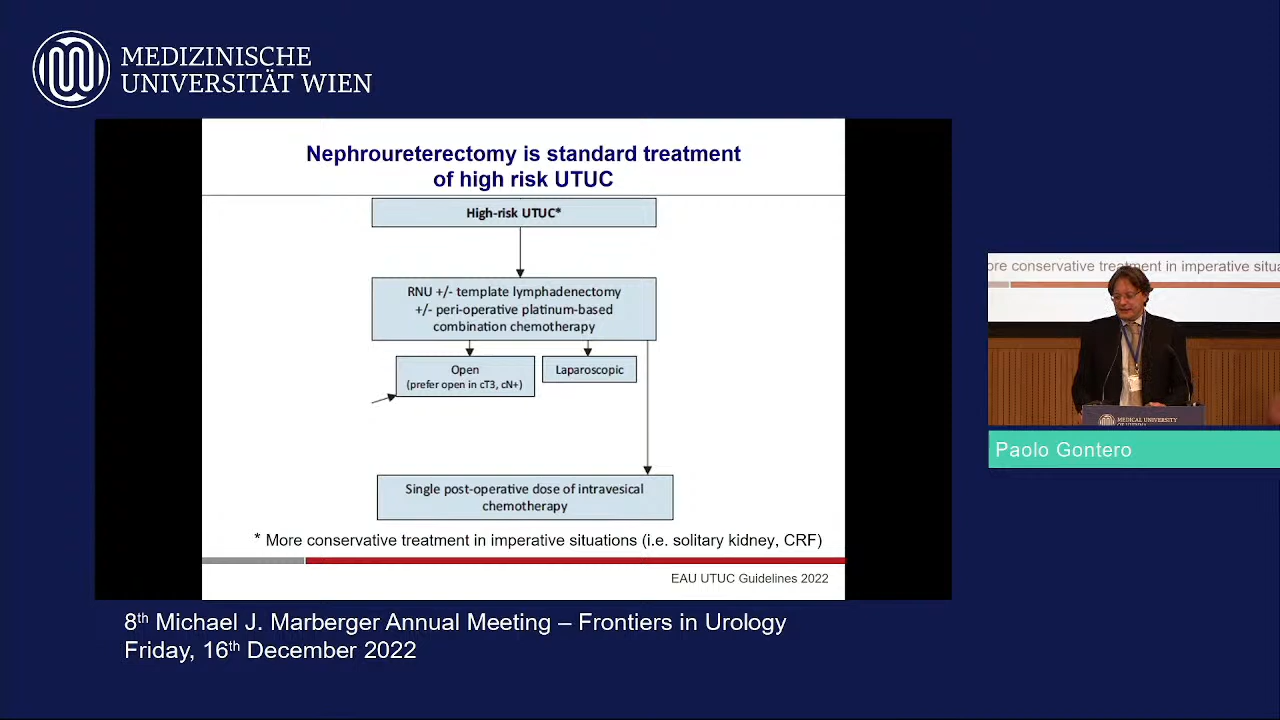 MEDIZINISCHE
UNIVERSITÄT WIEN
Nephroureterectomy is standard treatment
of high risk UTUC
High-risk UTUC*
RNU +/- template lymphadenectomy
+/- peri-operative platinum-based
combination chemotherapy
Open
(prefer open in cT3, cN+)
Laparoscopic
Single post-operative dose of intravesical
chemotherapy
* More conservative treatment in imperative situations (i.e. solitary kidney, CRF)
EAU UTUC Guidelines 2022
ore conservative treatment in imperative situa
MEDICAL UNIVERSITY
OF VIENNA
Paolo Gontero
8th Michael J. Marberger Annual Meeting – Frontiers in Urology
Friday, 16th December 2022